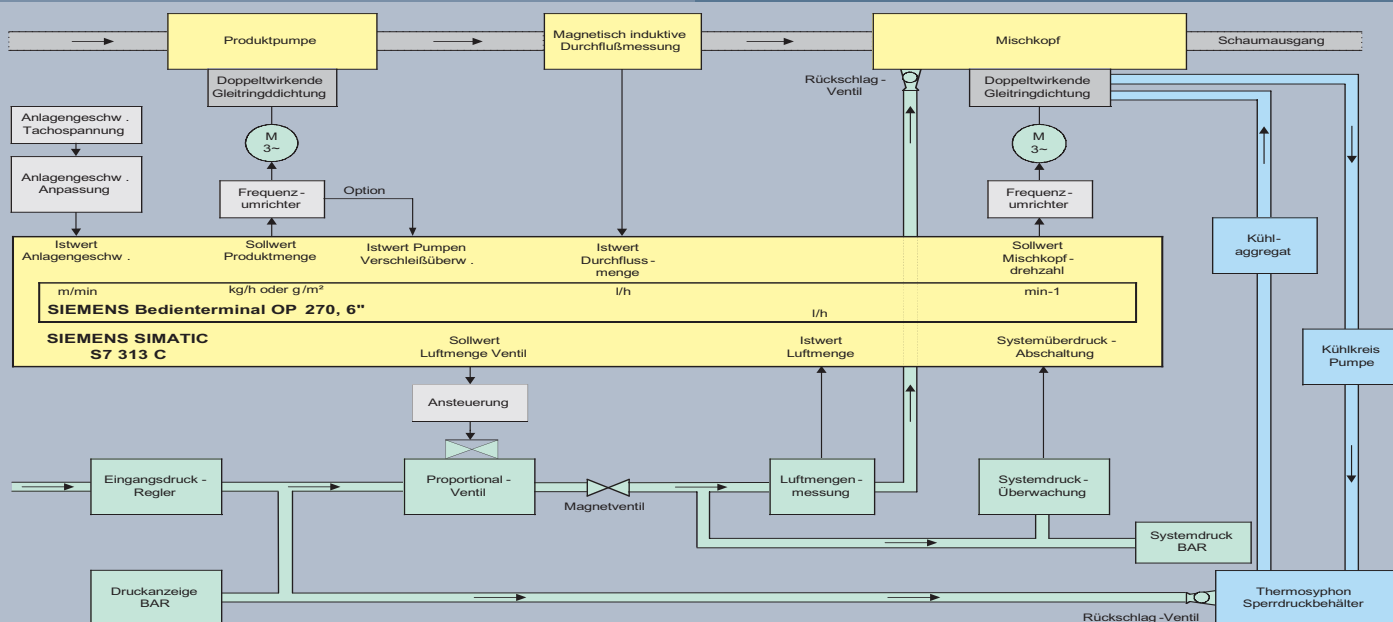 Produktpumpe
Magnetisch induktive
Durchflußmessung
Mischkopf
Schaumausgang
Doppeltwirkende
Gleitringddichtung
Rückschlag-
Ventil
Doppeltwirkende
Gleitringddichtung
Anlagengeschw.
Tachospannung
M
3~
M
3~
Anlagengeschw.
Anpassung
Frequenz-
umrichter
Option
Frequenz-
umrichter
Kühl-
aggregat
Istwert
Anlagengeschw.
Sollwert
Produktmenge
Istwert Pumpen
Verschleißüberw.
Istwert
Durchfluss-
menge
Sollwert
Mischkopf-
drehzahl
m/min
kg/h oder g/m²
l/h
min-1
SIEMENS Bedienterminal OP 270, 6"
l/h
SIEMENS SIMATIC
S7 313 C
Sollwert
Luftmenge Ventil
Istwert
Luftmenge
Systemüberdruck-
Abschaltung
Kühlkreis
Pumpe
Ansteuerung
Eingangsdruck-
Regler
Proportional-
Ventil
Magnetventil
Luftmengen-
messung
Systemdruck-
Überwachung
Systemdruck
BAR
Druckanzeige
BAR
Thermosyphon
Sperrdruckbehälter
Rückschlag-Ventil